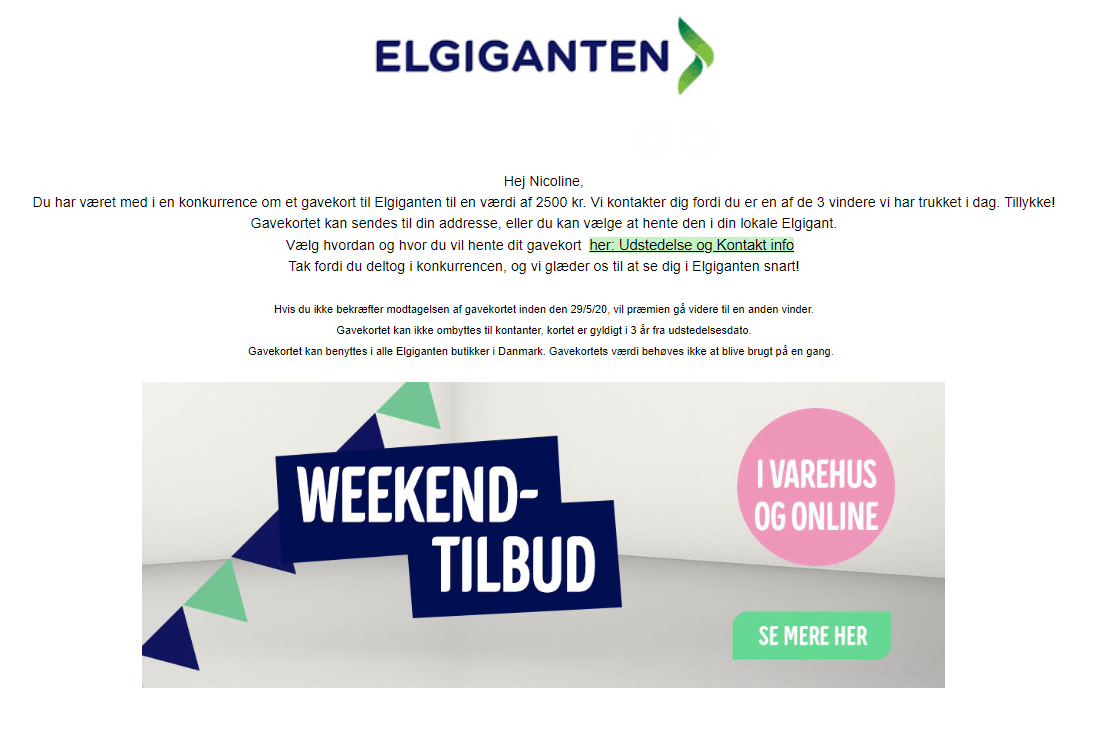 ELGIGANTEN
Hej Nicoline,
Du har været med i en konkurrence om et gavekort til Elgiganten til en værdi af 2500 kr. Vi kontakter dig fordi du er en af de 3 vindere vi har trukket i dag. Tillykke!
Gavekortet kan sendes til din addresse, eller du kan vælge at hente den i din lokale Elgigant.
Vælg hvordan og hvor du vil hente dit gavekort her: Udstedelse og Kontakt info
Tak fordi du deltog i konkurrencen, og vi glæder os til at se dig i Elgiganten snart!
Hvis du ikke bekræfter modtagelsen af gavekortet inden den 29/5/20, vil præmien gå videre til en anden vinder.
Gavekortet kan ikke ombyttes til kontanter, kortet er gyldigt i 3 år fra udstedelsesdato.
Gavekortet kan benyttes i alle Elgiganten butikker i Danmark. Gavekortets værdi behøves ikke at blive brugt på en gang.
WEEKEND-
TILBUD
I VAREHUS
OG ONLINE
SE MERE HER